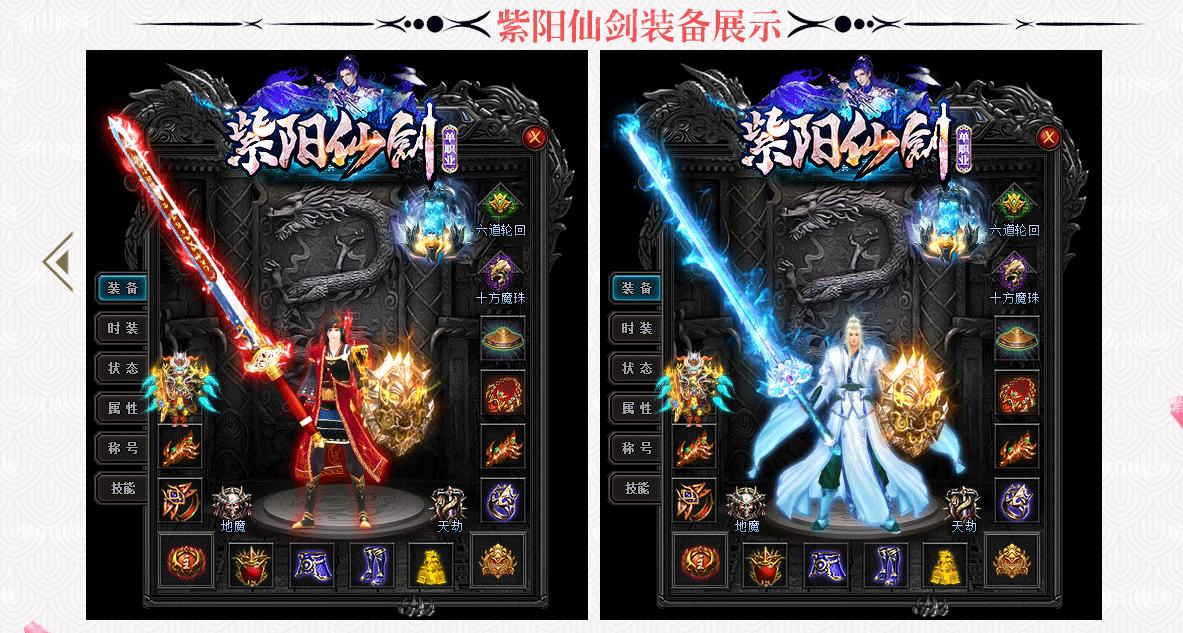 紫阳仙剑装备展示
紫阳仙剑
单职业
六道轮回
十方魔珠
装备
时装
状态
属性
称号
技能
地魔
天劫
主
紫阳仙剑
单职业
六道轮回
十方魔珠
装备
时装
状态
属性
称号
技能
地魔
天劫
主